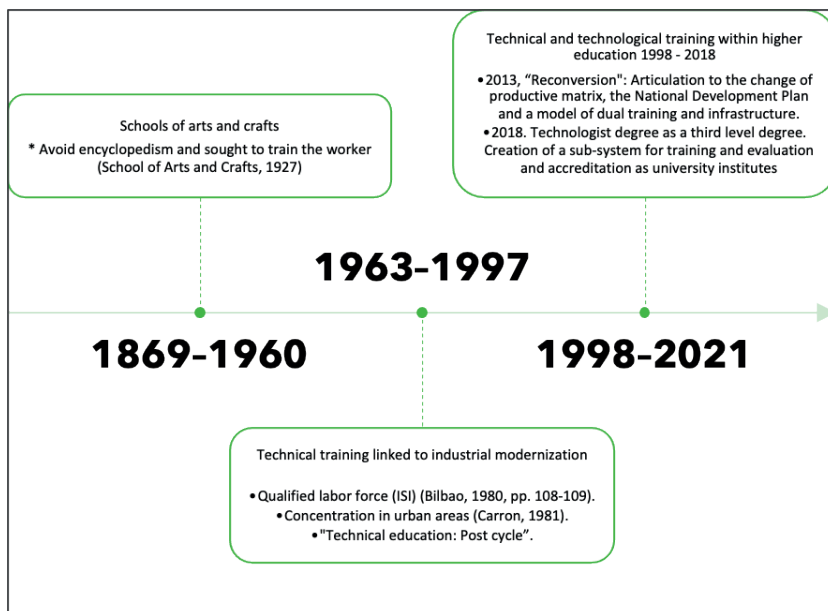 Technical and technological training within higher
education 1998 - 2018
•2013, “Reconversion": Articulation to the change of
productive matrix, the National Development Plan
and a model of dual training and infrastructure.
•2018. Technologist degree as a third level degree.
Creation of a sub-system for training and evaluation
and accreditation as university institutes
Schools of arts and crafts
* Avoid encyclopedism and sought to train the worker
(School of Arts and Crafts, 1927)
1963–1997
1869–1960
1998–2021
Technical training linked to industrial modernization
•Qualified labor force (ISI) (Bilbao, 1980, pp. 108-109).
•Concentration in urban areas (Carron, 1981).
•"Technical education: Post cycle”.